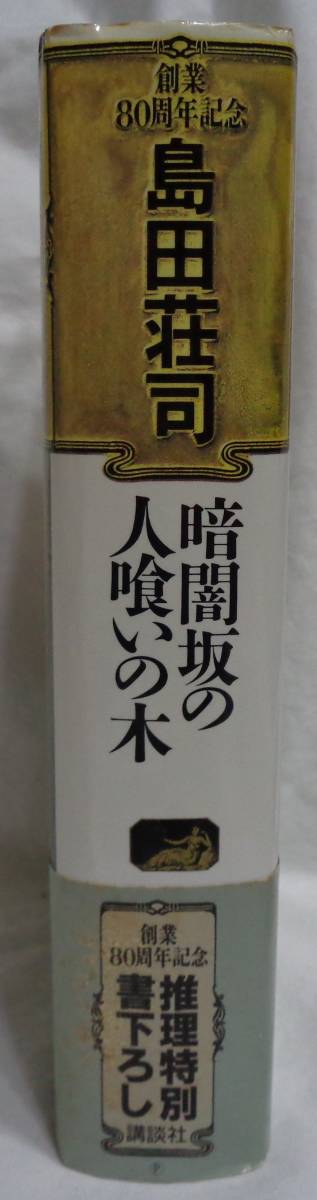 創業
80周年記念
島田荘司
暗闇坂の
人喰いの木
創業
80周年記念
推理特別
書下ろし
講談社